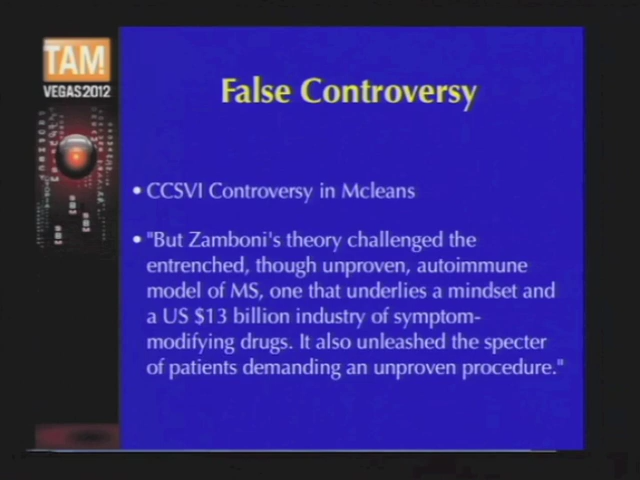 TAM!
VEGAS2012
False Controversy
• CCSVI Controversy in Mcleans
• "But Zamboni's theory challenged the
entrenched, though unproven, autoimmune
model of MS, one that underlies a mindset and
a US $13 billion industry of symptom-
modifying drugs. It also unleashed the specter
of patients demanding an unproven procedure."